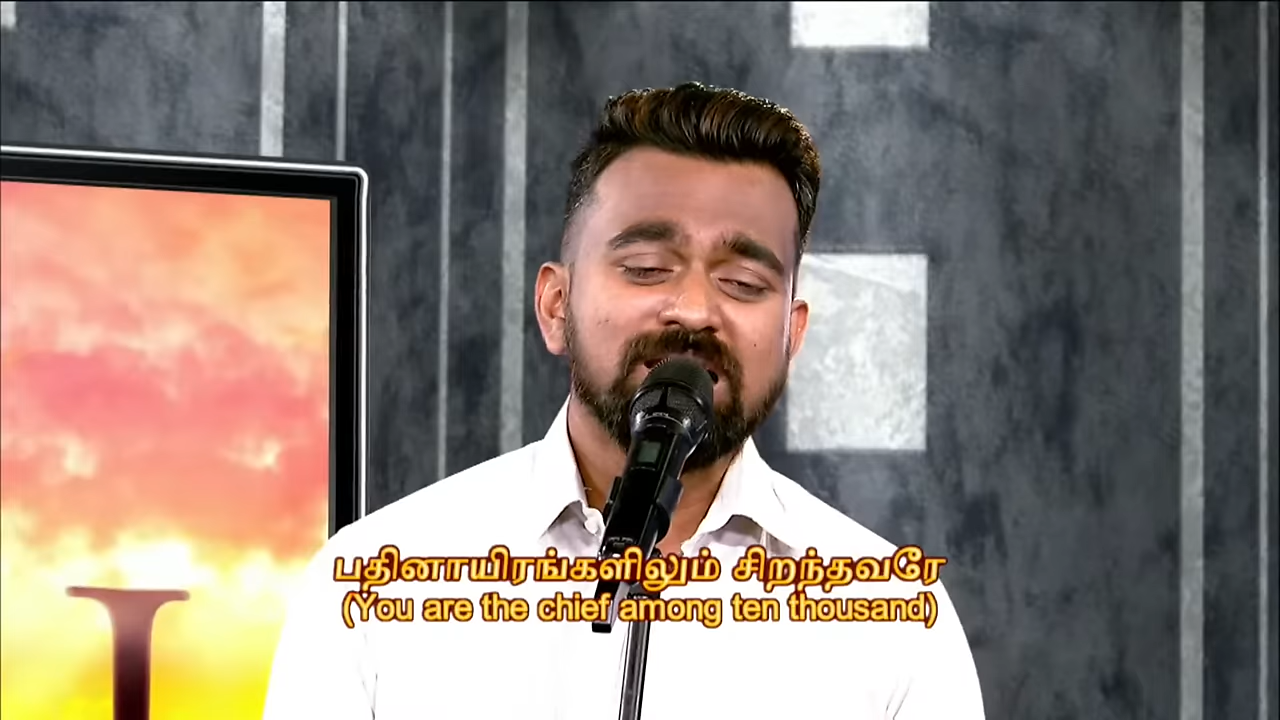 பதினாயிரங்களிலும் சிறந்தவரே
(You are the chief among ten thousand)